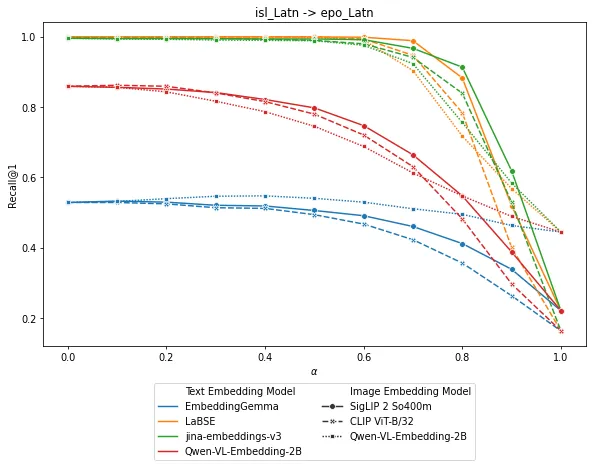 isl_Latn -> epo_Latn
1.0
0.8
0.6
0.4
0.2
Recall@1
0.0 0.2 0.4 0.6 0.8 1.0
α
Text Embedding Model Image Embedding Model
EmbeddingGemma SigLIP 2 So400m
LaBSE CLIP ViT-B/32
jina-embeddings-v3 Qwen-VL-Embedding-2B
Qwen-VL-Embedding-2B